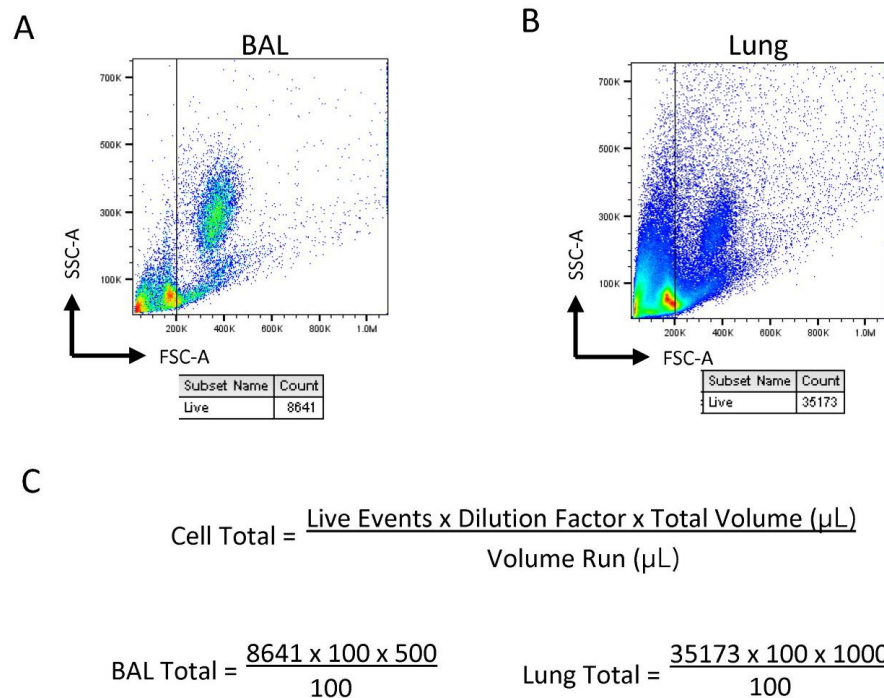 A
BAL
700K
500K
300K
100K
200K 400K 600K 800K 1.0M
SSC-A
FSC-A
Subset Name Count
Live 8641
B
Lung
700K
500K
300K
100K
200K 400K 600K 800K 1.0M
SSC-A
FSC-A
Subset Name Count
Live 35173
C
Cell Total = Live Events x Dilution Factor x Total Volume (µL)
Volume Run (µL)
BAL Total = 8641 x 100 x 500
100
Lung Total = 35173 x 100 x 1000
100